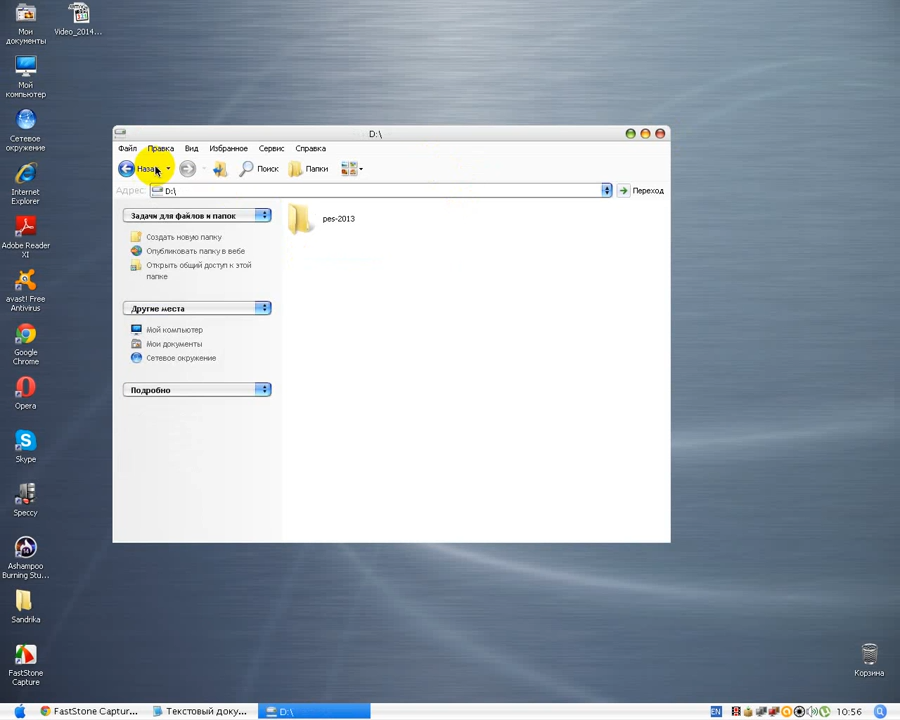 Мои
документы
Video_2014...
Мой
компьютер
Сетевое
окружение
Internet
Explorer
Adobe Reader
XI
avast! Free
Antivirus
Google
Chrome
Opera
Skype
Speccy
Ashampoo
Burning Stu...
Sandrika
FastStone
Capture
D:\
Файл Правка Вид Избранное Сервис Справка
Назад Поиск Папки
Адрес: D:\ Переход
Задачи для файлов и папок
Создать новую папку
Опубликовать папку в вебе
Открыть общий доступ к этой
папке
Другие места
Мой компьютер
Мои документы
Сетевое окружение
Подробно
pes-2013
Корзина
FastStone Captur... Текстовый доку... D:\ EN 10:56